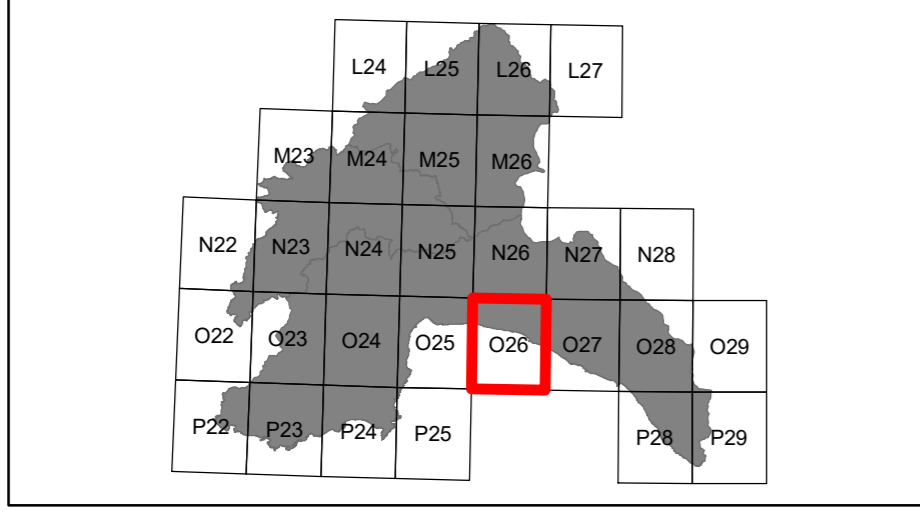 L24 L25 L26 L27
M23 M24 M25 M26
N22 N23 N24 N25 N26 N27 N28
O22 O23 O24 O25 O26 O27 O28 O29
P22 P23 P24 P25 P28 P29